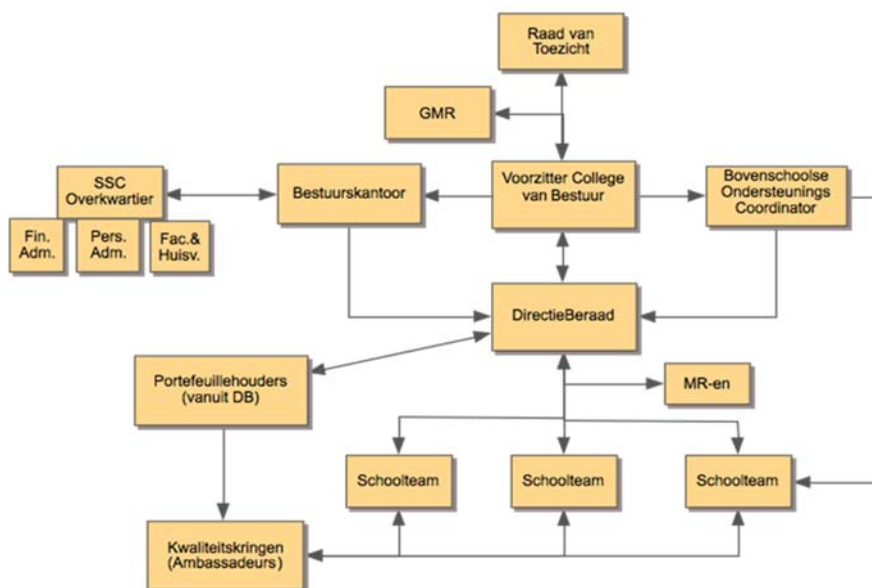 Raad van
Toezicht
GMR
SSC
Overkwartier
Bestuurskantoor
Voorzitter College
van Bestuur
Bovenschoolse
Ondersteunings
Coordinator
Fin.
Adm.
Pers.
Adm.
Fac.&
Huisv.
DirectieBeraad
Portefeuillehouders
(vanuit DB)
MR-en
Schoolteam
Schoolteam
Schoolteam
Kwaliteitskringen
(Ambassadeurs)